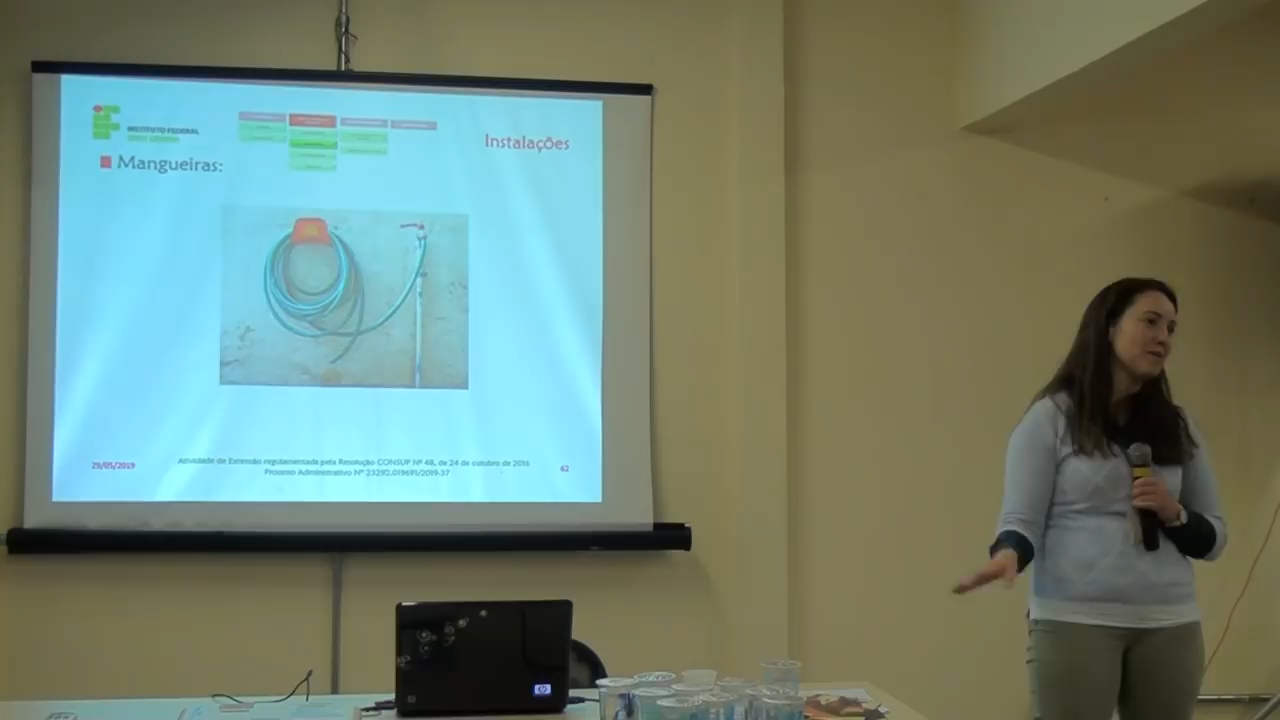 INSTITUTO FEDERAL
Instalações
Mangueiras:
29/05/2019
Atividade de Extensão regulamentada pela Resolução CONSUP Nº 48, de 24 de outubro de 2016
Processo Administrativo Nº 23292.019691/2019-37
62
hp